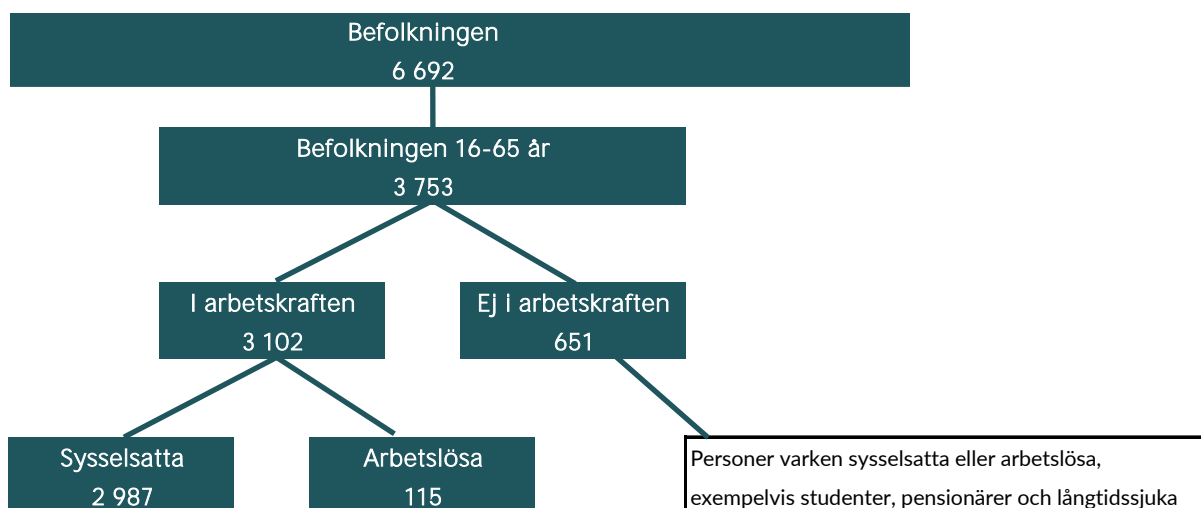 Befolkningen
6 692
Befolkningen 16-65 år
3 753
I arbetskraften
3 102
Ej i arbetskraften
651
Sysselsatta
2 987
Arbetslösa
115
Personer varken sysselsatta eller arbetslösa,
exempelvis studenter, pensionärer och långtidssjuka